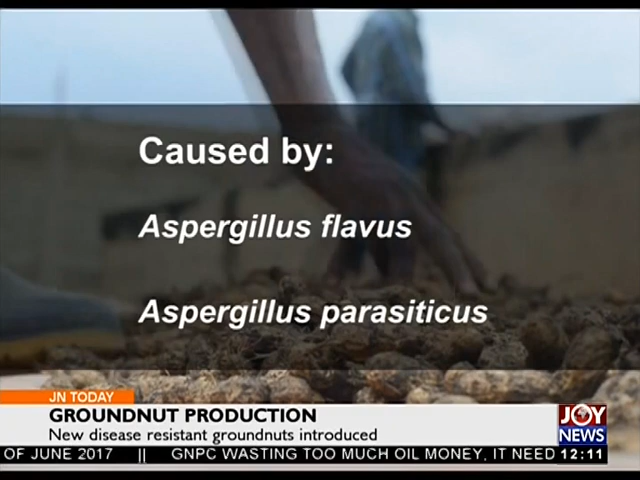 Caused by:
Aspergillus flavus
Aspergillus parasiticus
JN TODAY
GROUNDNUT PRODUCTION
New disease resistant groundnuts introduced
JOY
NEWS
OF JUNE 2017 || GNPC WASTING TOO MUCH OIL MONEY, IT NEED 12:11